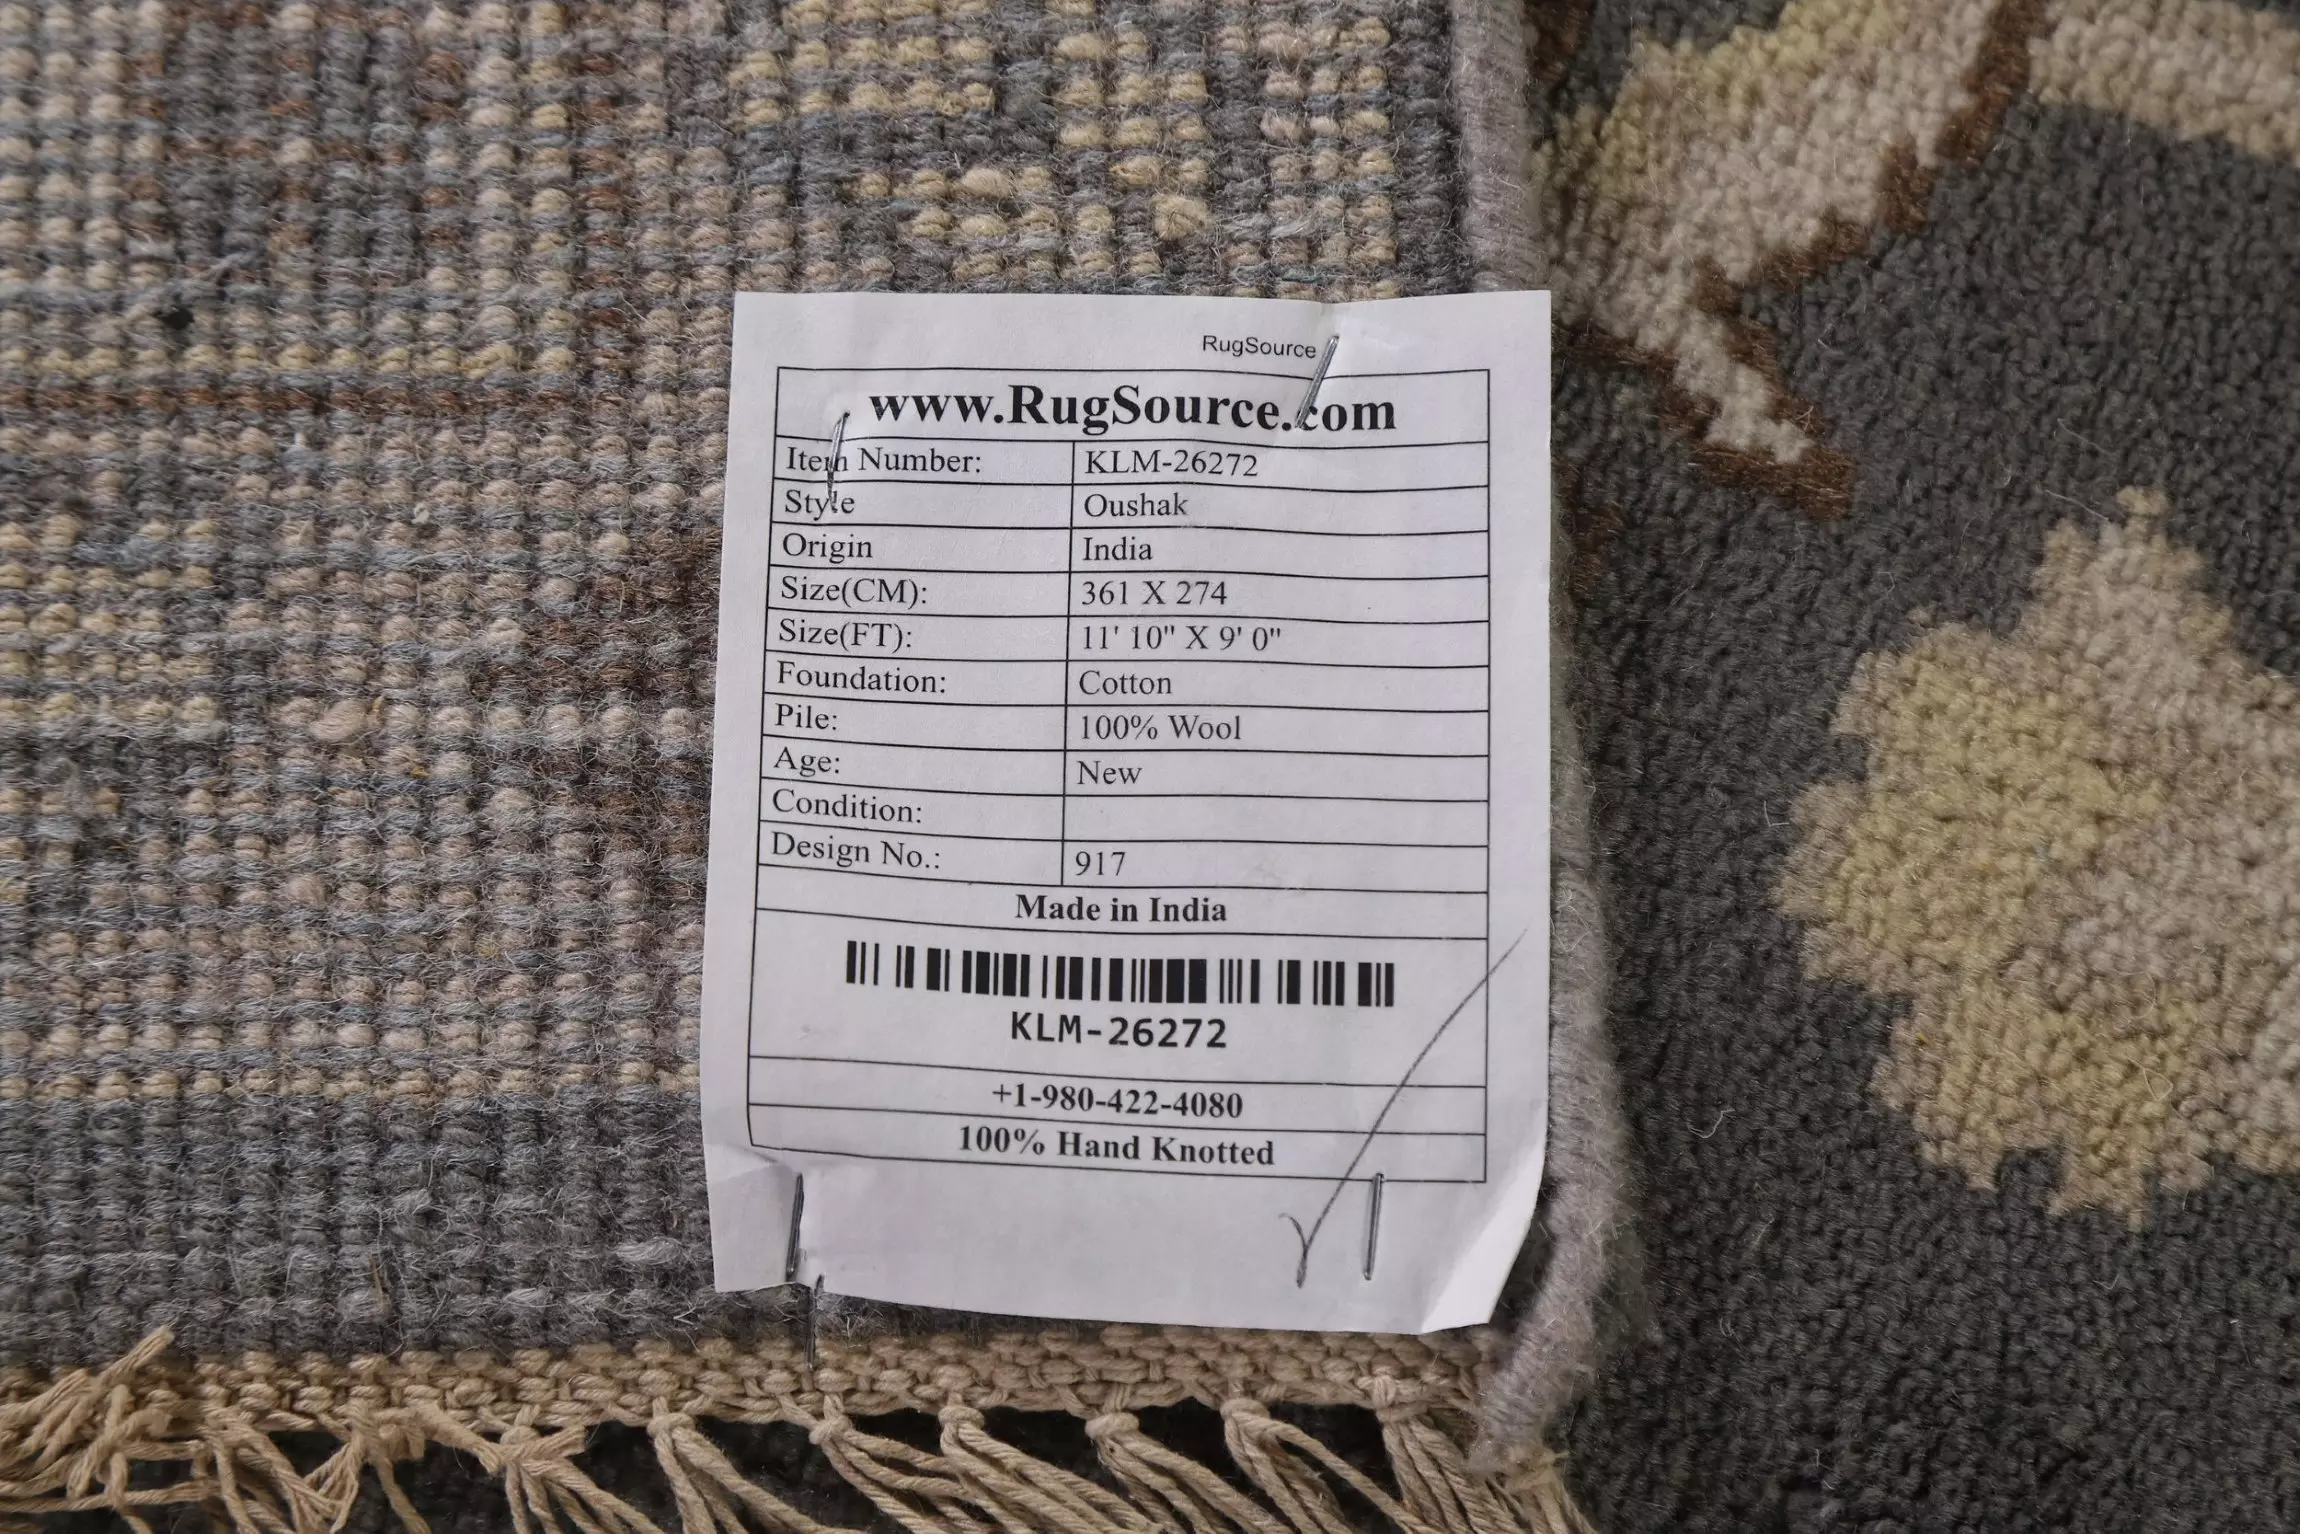 RugSource
www.RugSource.com
Item Number: KLM-26272
Style Oushak
Origin India
Size(CM): 361 X 274
Size(FT): 11' 10" X 9' 0"
Foundation: Cotton
Pile: 100% Wool
Age: New
Condition:
Design No.: 917
Made in India
KLM-26272
+1-980-422-4080
100% Hand Knotted